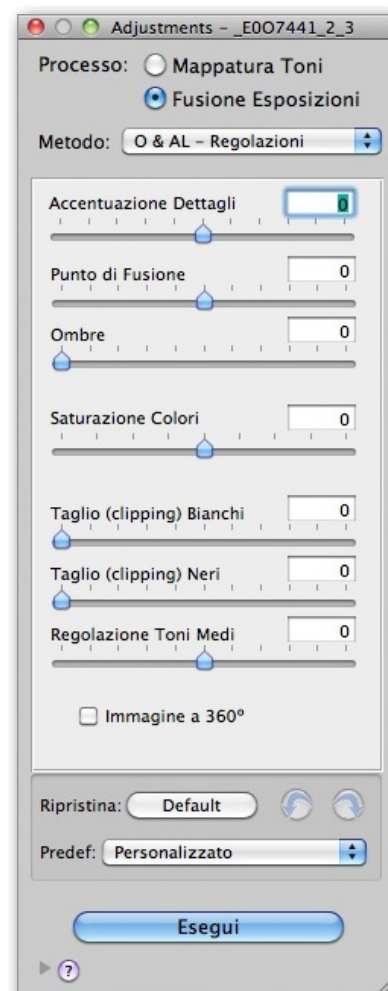 Adjustments - _E0O7441_2_3
Processo: Mappatura Toni
Fusione Esposizioni
Metodo: O & AL - Regolazioni
Accentuazione Dettagli 0
Punto di Fusione 0
Ombre 0
Saturazione Colori 0
Taglio (clipping) Bianchi 0
Taglio (clipping) Neri 0
Regolazione Toni Medi 0
Immagine a 360°
Ripristina: Default
Predef: Personalizzato
Esegui
?